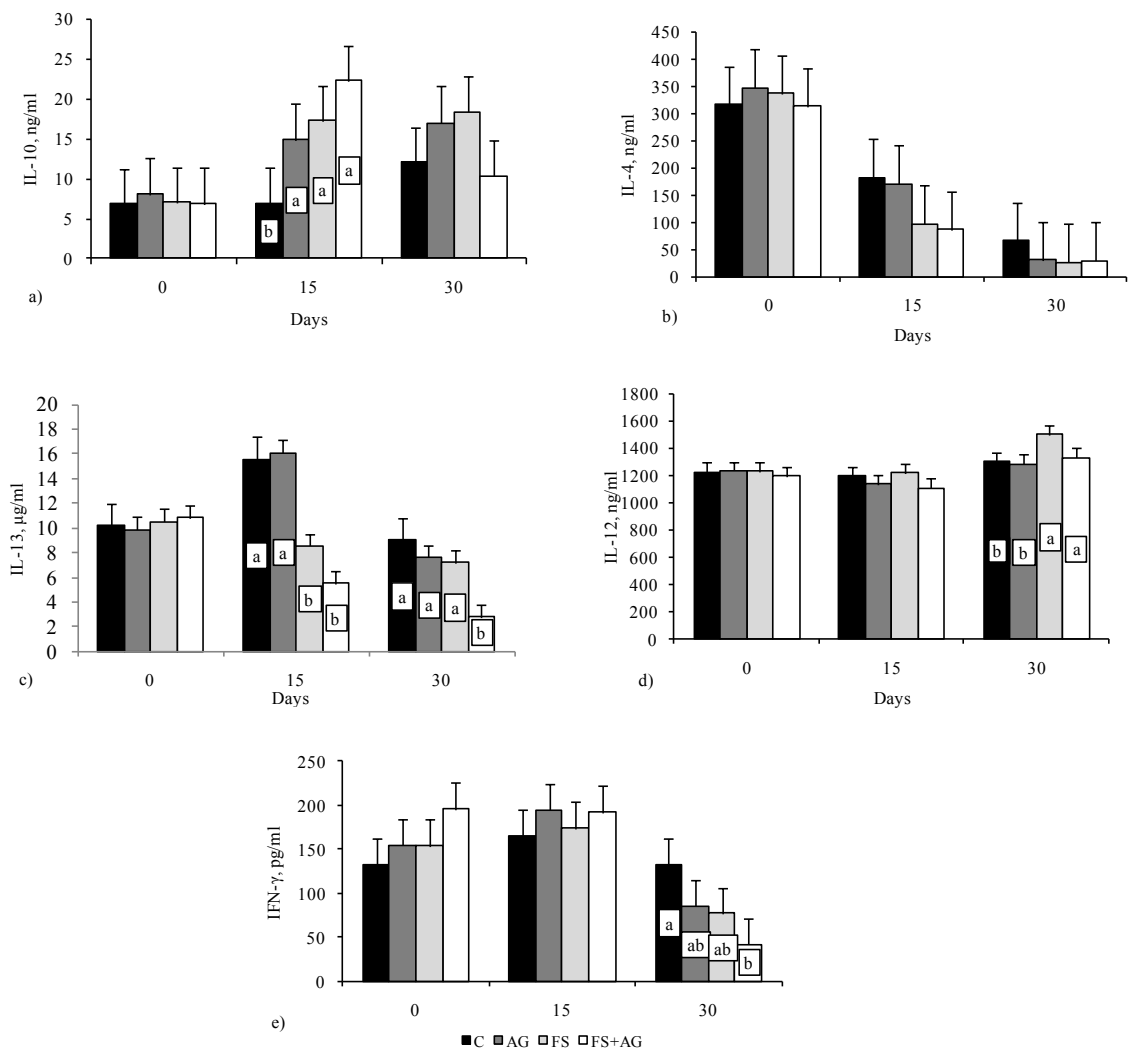 30
25
20
15
10
5
0
IL-10, ng/ml
b a a a
0 15 30
a)
Days
450
400
350
300
250
200
150
100
50
0
IL-4, ng/ml
0 15 30
b)
Days
20
18
16
14
12
10
8
6
4
2
0
IL-13, µg/ml
a a b b
a a a b
0 15 30
c)
Days
1800
1600
1400
1200
1000
800
600
400
200
0
IL-12, ng/ml
b b a a
0 15 30
d)
Days
250
200
150
100
50
0
IFN-γ, pg/ml
a ab ab b
0 15 30
e)
Days
C AG FS FS+AG